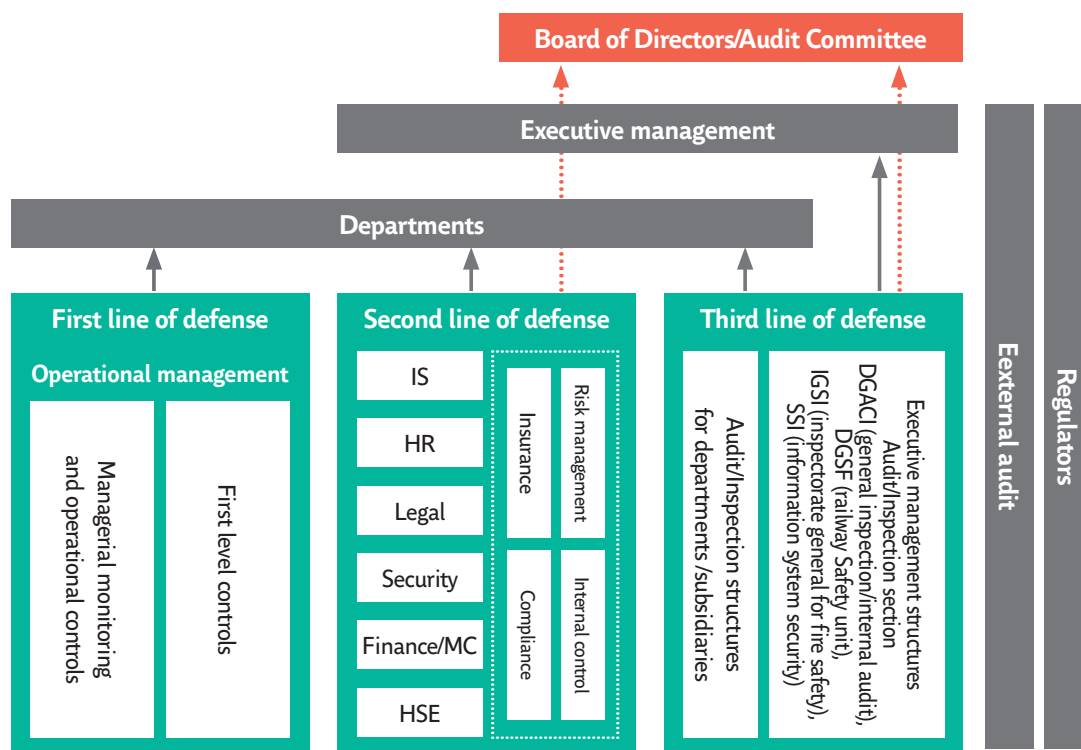 Board of Directors/Audit Committee
Executive management
Departments
First line of defense
Operational management
Managerial monitoring
and operational controls
First level controls
Second line of defense
IS
HR
Legal
Security
Finance/MC
HSE
Insurance
Risk management
Compliance
Internal control
Third line of defense
Audit/Inspection structures
for departments /subsidiaries
Executive management structures
Audit/Inspection section
DGACI (general inspection/internal audit),
DGSF (railway Safety unit),
IGSI (inspectorate general for fire safety),
SSI (information system security)
Eexternal audit
Regulators